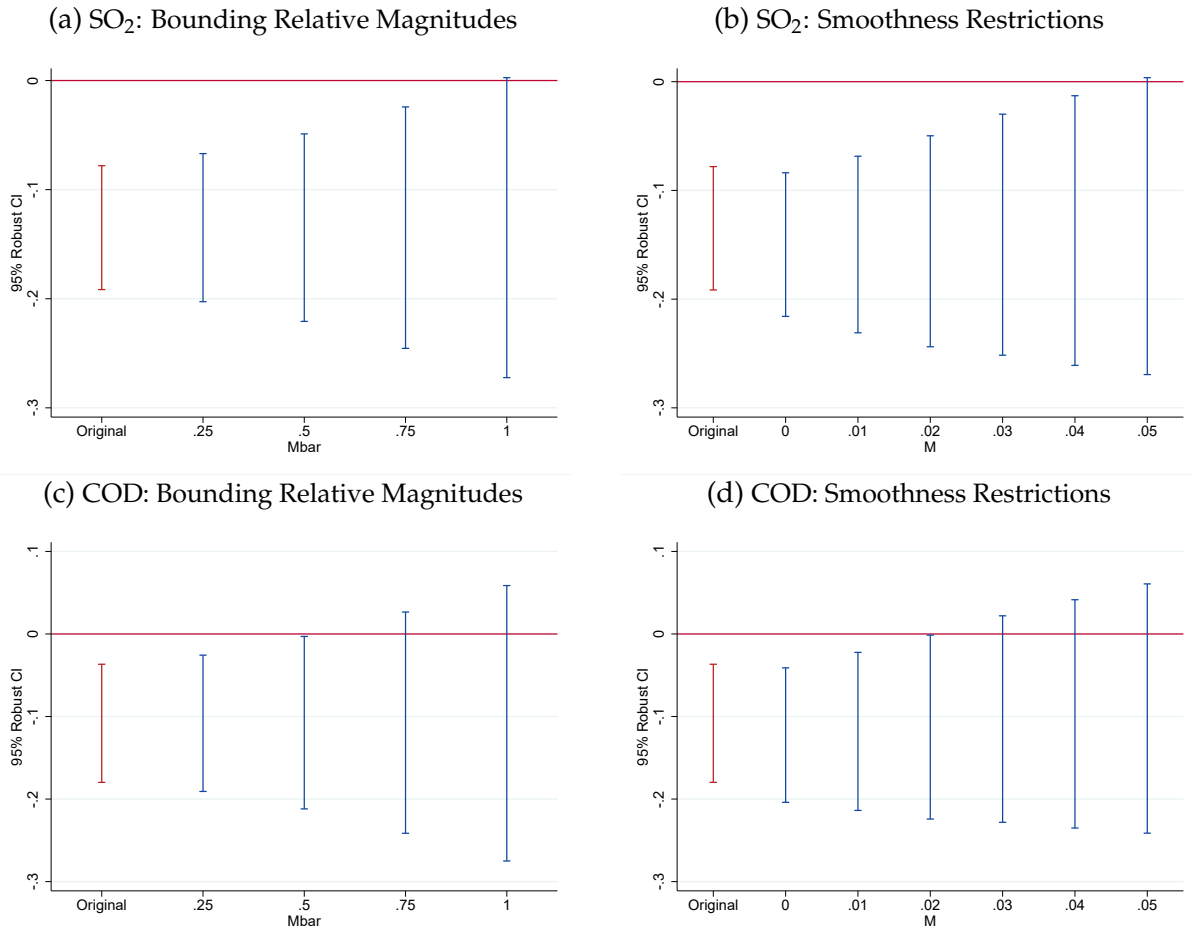 (a) SO₂: Bounding Relative Magnitudes
0
-.1
-.2
-.3
95% Robust CI
Original .25 .5 .75 1
Mbar
(b) SO₂: Smoothness Restrictions
0
-.1
-.2
-.3
95% Robust CI
Original 0 .01 .02 .03 .04 .05
M
(c) COD: Bounding Relative Magnitudes
.1
0
-.1
-.2
-.3
95% Robust CI
Original .25 .5 .75 1
Mbar
(d) COD: Smoothness Restrictions
.1
0
-.1
-.2
-.3
95% Robust CI
Original 0 .01 .02 .03 .04 .05
M